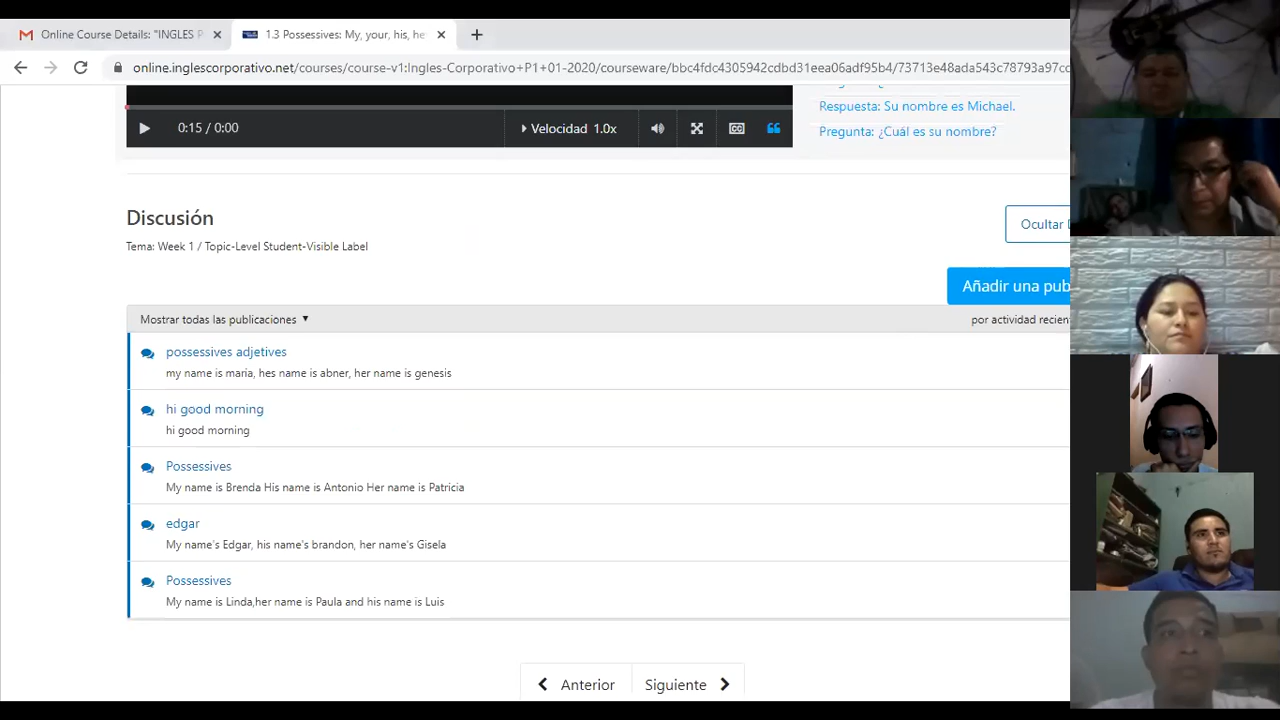 Online Course Details: "INGLES P
1.3 Possessives: My, your, his, he
online.inglescorporativo.net/courses/course-v1:Ingles-Corporativo+P1+01-2020/courseware/bbc4fdc4305942cdbd31eea06adf95b4/73713e48ada543c78793a97cc
Respuesta: Su nombre es Michael.
0:15 / 0:00 Velocidad 1.0x
Pregunta: ¿Cuál es su nombre?
Discusión
Ocultar
Tema: Week 1 / Topic-Level Student-Visible Label
Añadir una pub
Mostrar todas las publicaciones por actividad recien
possessives adjetives
my name is maria, hes name is abner, her name is genesis
hi good morning
hi good morning
Possessives
My name is Brenda His name is Antonio Her name is Patricia
edgar
My name's Edgar, his name's brandon, her name's Gisela
Possessives
My name is Linda,her name is Paula and his name is Luis
Anterior Siguiente